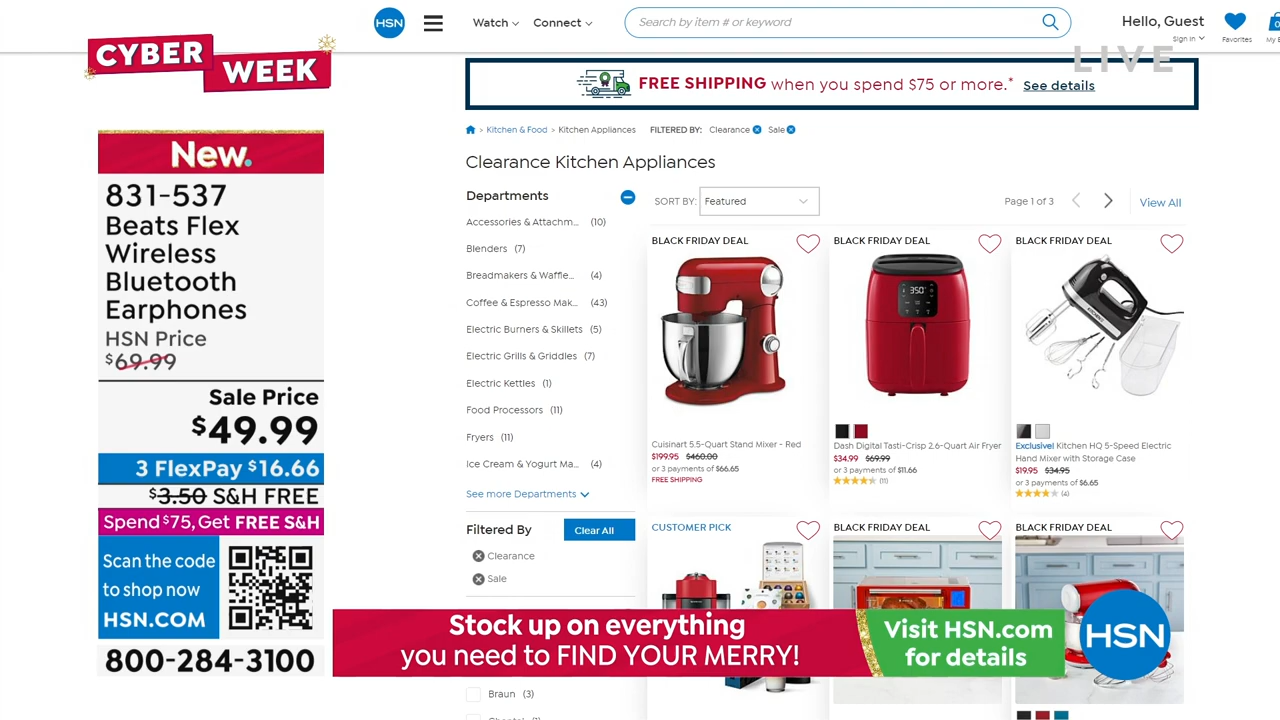 HSN
Watch
Connect
Search by item # or keyword
Hello, Guest
Sign In
Favorites
0
LIVE
CYBER
WEEK
FREE SHIPPING when you spend $75 or more.* See details
> Kitchen & Food > Kitchen Appliances FILTERED BY: Clearance Sale
Clearance Kitchen Appliances
New.
831-537
Beats Flex
Wireless
Bluetooth
Earphones
HSN Price
$69.99
Sale Price
$49.99
3 FlexPay $16.66
$3.50 S&H FREE
Spend $75, Get FREE S&H
Scan the code
to shop now
HSN.COM
800-284-3100
Departments
Accessories & Attachm... (10)
Blenders (7)
Breadmakers & Waffle... (4)
Coffee & Espresso Mak... (43)
Electric Burners & Skillets (5)
Electric Grills & Griddles (7)
Electric Kettles (1)
Food Processors (11)
Fryers (11)
Ice Cream & Yogurt Ma... (4)
See more Departments
Filtered By
Clear All
Clearance
Sale
Braun (3)
SORT BY: Featured
Page 1 of 3
View All
BLACK FRIDAY DEAL
Cuisinart 5.5-Quart Stand Mixer - Red
$199.95 $460.00
or 3 payments of $66.65
FREE SHIPPING
BLACK FRIDAY DEAL
350°
Dash Digital Tasti-Crisp 2.6-Quart Air Fryer
$34.99 $69.99
or 3 payments of $11.66
(11)
BLACK FRIDAY DEAL
Exclusive! Kitchen HQ 5-Speed Electric
Hand Mixer with Storage Case
$19.95 $34.95
or 3 payments of $6.65
(4)
CUSTOMER PICK
BLACK FRIDAY DEAL
BLACK FRIDAY DEAL
Stock up on everything
you need to FIND YOUR MERRY!
Visit HSN.com
for details
HSN